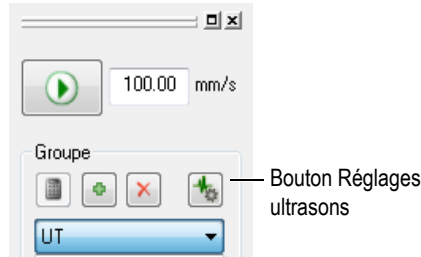 100.00 mm/s
Groupe
Bouton Réglages
ultrasons
UT